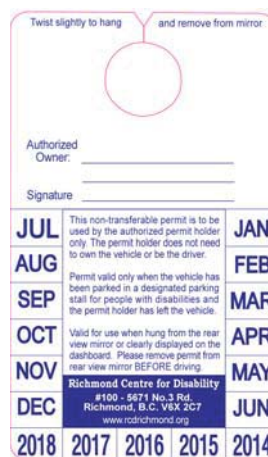 Twist slightly to hang and remove from mirror
Authorized
Owner:
Signature
JUL
AUG
SEP
OCT
NOV
DEC
This non-transferable permit is to be
used by the authorized permit holder
only. The permit holder does not need
to own the vehicle or be the driver.
Permit valid only when the vehicle has
been parked in a designated parking
stall for people with disabilities and
the permit holder has left the vehicle.
Valid for use when hung from the rear
view mirror or clearly displayed on the
dashboard. Please remove permit from
rear view mirror BEFORE driving.
Richmond Centre for Disability
#100 - 5671 No.3 Rd.
Richmond, B.C. V6X 2C7
www.rcdrichmond.org
JAN
FEB
MAR
APR
MAY
JUN
2018 2017 2016 2015 2014